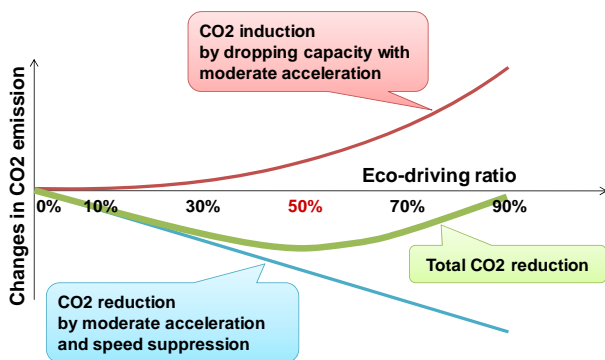 CO2 induction
by dropping capacity with
moderate acceleration
Changes in CO2 emission
Eco-driving ratio
0% 10% 30% 50% 70% 90%
Total CO2 reduction
CO2 reduction
by moderate acceleration
and speed suppression